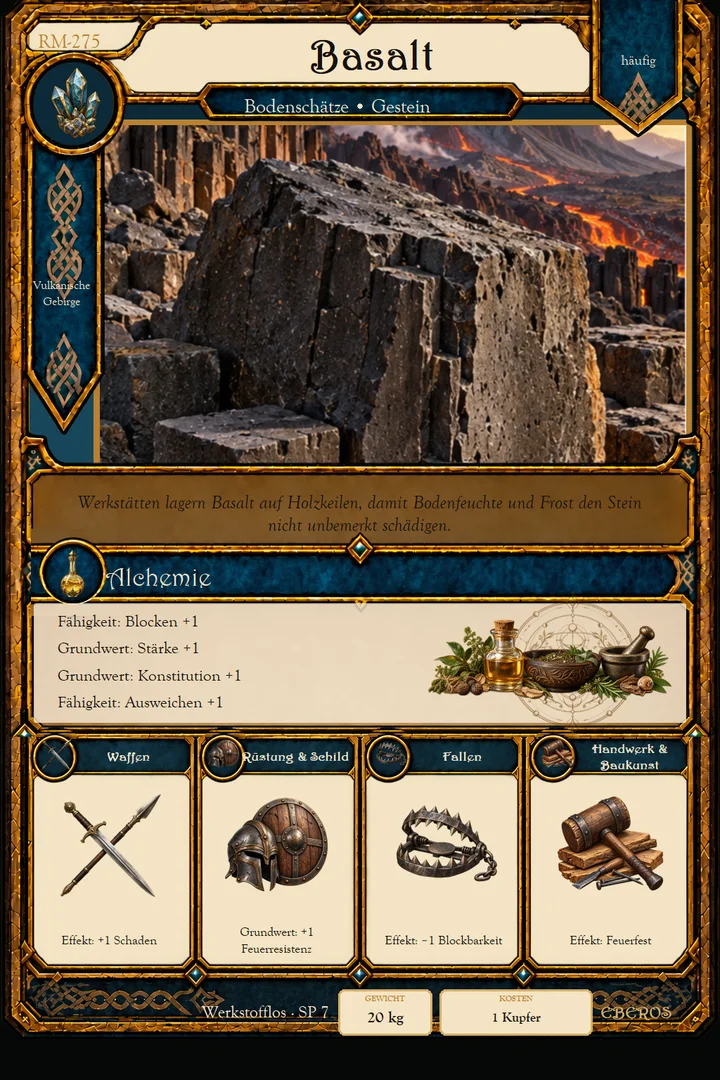 RM-275
Basalt
häufig
Bodenschätze • Gestein
Vulkanische
Gebirge
Werkstätten lagern Basalt auf Holzkeilen, damit Bodenfeuchte und Frost den Stein
nicht unbemerkt schädigen.
Alchemie
Fähigkeit: Blocken +1
Grundwert: Stärke +1
Grundwert: Konstitution +1
Fähigkeit: Ausweichen +1
Waffen
Rüstung & Schild
Fallen
Handwerk &
Baukunst
Effekt: +1 Schaden
Grundwert: +1
Feuerresistenz
Effekt: −1 Blockbarkeit
Effekt: Feuerfest
Werkstofflos · SP 7
GEWICHT
20 kg
KOSTEN
1 Kupfer
EBEROS